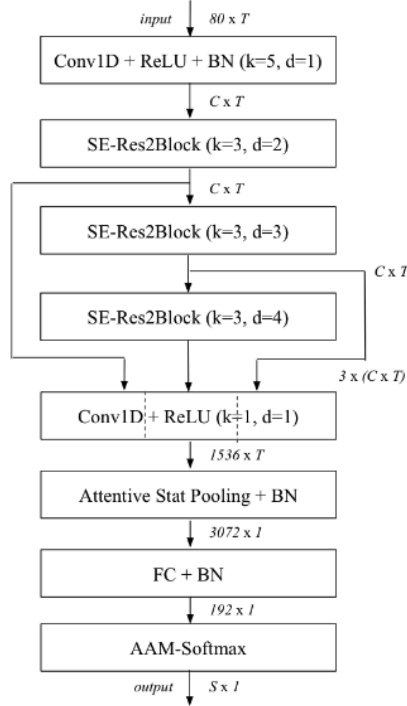 input 80 x T
Conv1D + ReLU + BN (k=5, d=1)
C x T
SE-Res2Block (k=3, d=2)
C x T
SE-Res2Block (k=3, d=3)
C x T
SE-Res2Block (k=3, d=4)
3 x (C x T)
Conv1D + ReLU (k=1, d=1)
1536 x T
Attentive Stat Pooling + BN
3072 x 1
FC + BN
192 x 1
AAM-Softmax
output S x 1